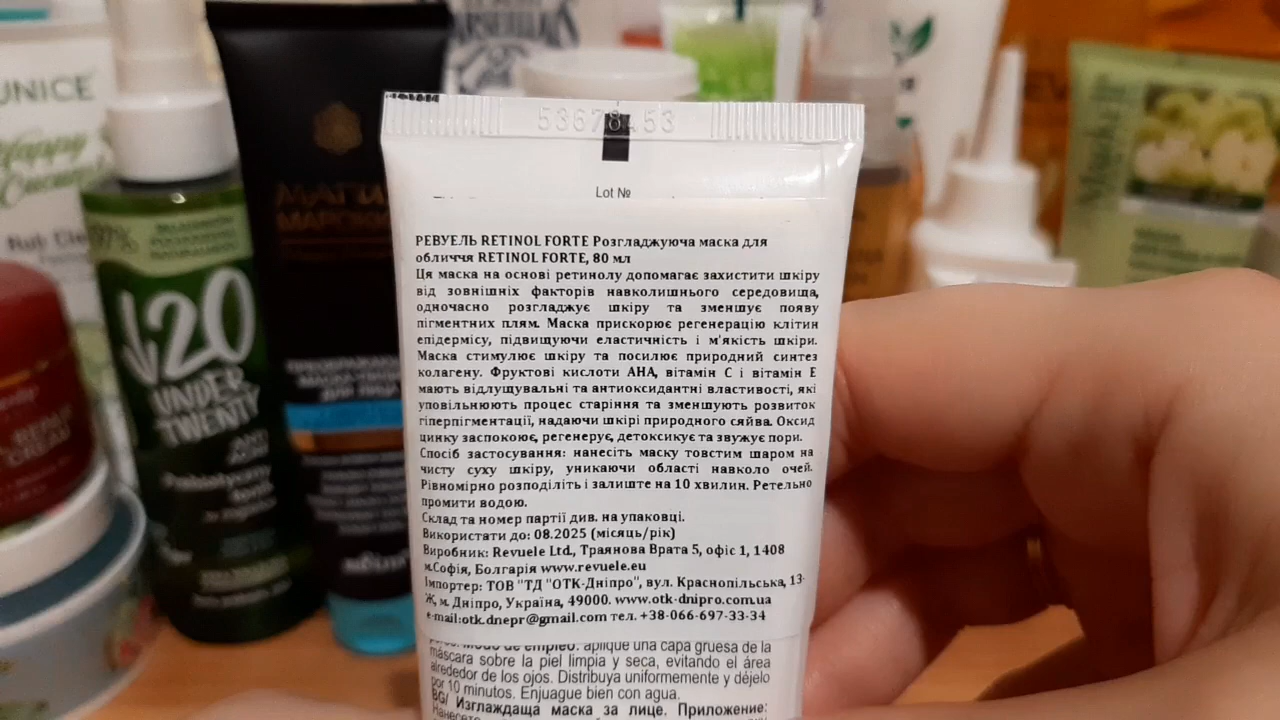 UNICE
Happy
20
UNDER
TWENTY
ANTI
ACNE
53678 53
Lot №
РЕВУЕЛЬ RETINOL FORTE Розгладжуюча маска для
обличчя RETINOL FORTE, 80 мл
Ця маска на основі ретинолу допомагає захистити шкіру
від зовнішніх факторів навколишнього середовища,
одночасно розгладжує шкіру та зменшує появу
пігментних плям. Маска прискорює регенерацію клітин
епідермісу, підвищуючи еластичність і м'якість шкіри.
Маска стимулює шкіру та посилює природний синтез
колагену. Фруктові кислоти AHA, вітамін C і вітамін E
мають відлущувальні та антиоксидантні властивості, які
уповільнюють процес старіння та зменшують розвиток
гіперпігментації, надаючи шкірі природного сяйва. Оксид
цинку заспокоює, регенерує, детоксикує та звужує пори.
Спосіб застосування: нанесіть маску товстим шаром на
чисту суху шкіру, уникаючи області навколо очей.
Рівномірно розподіліть і залиште на 10 хвилин. Ретельно
промити водою.
Склад та номер партії див. на упаковці.
Використати до: 08.2025 (місяць/рік)
Виробник: Revuele Ltd., Траянова Врата 5, офіс 1, 1408
м.Софія, Болгарія www.revuele.eu
Імпортер: ТОВ "ТД "ОТК-Дніпро", вул. Краснопільська, 13-
Ж, м. Дніпро, Україна, 49000. www.otk-dnipro.com.ua
e-mail:otk.dnepr@gmail.com тел. +38-066-697-33-34
Modo de empleo: aplique una capa gruesa de la
máscara sobre la piel limpia y seca, evitando el área
alrededor de los ojos. Distribuya uniformemente y déjelo
por 10 minutos. Enjuague bien con agua.
BG/ Изглаждаща маска за лице. Приложение: